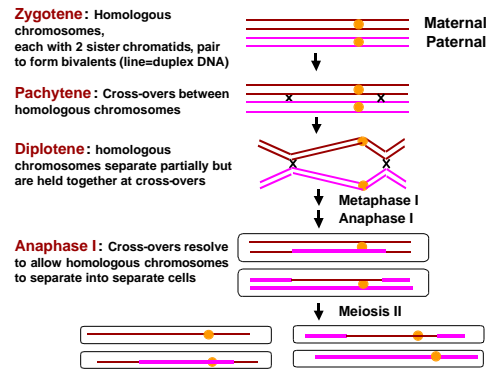 Zygotene: Homologous
chromosomes,
each with 2 sister chromatids, pair
to form bivalents (line=duplex DNA)
Maternal
Paternal
Pachytene: Cross-overs between
homologous chromosomes
x x
Diplotene: homologous
chromosomes separate partially but
are held together at cross-overs
x x
Metaphase I
Anaphase I
Anaphase I: Cross-overs resolve
to allow homologous chromosomes
to separate into separate cells
Meiosis II